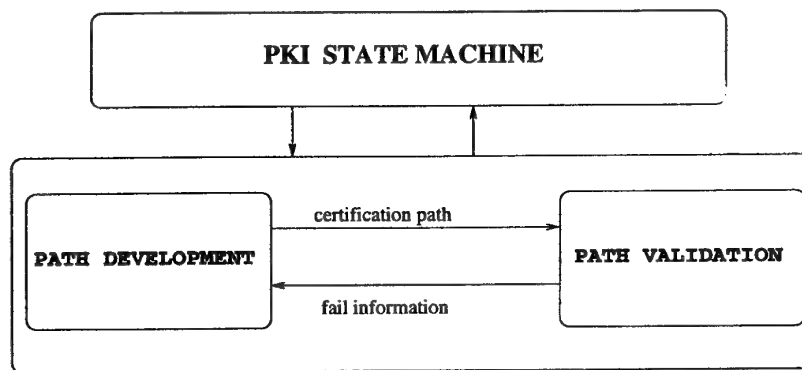 PKI STATE MACHINE
certification path
PATH DEVELOPMENT
PATH VALIDATION
fail information